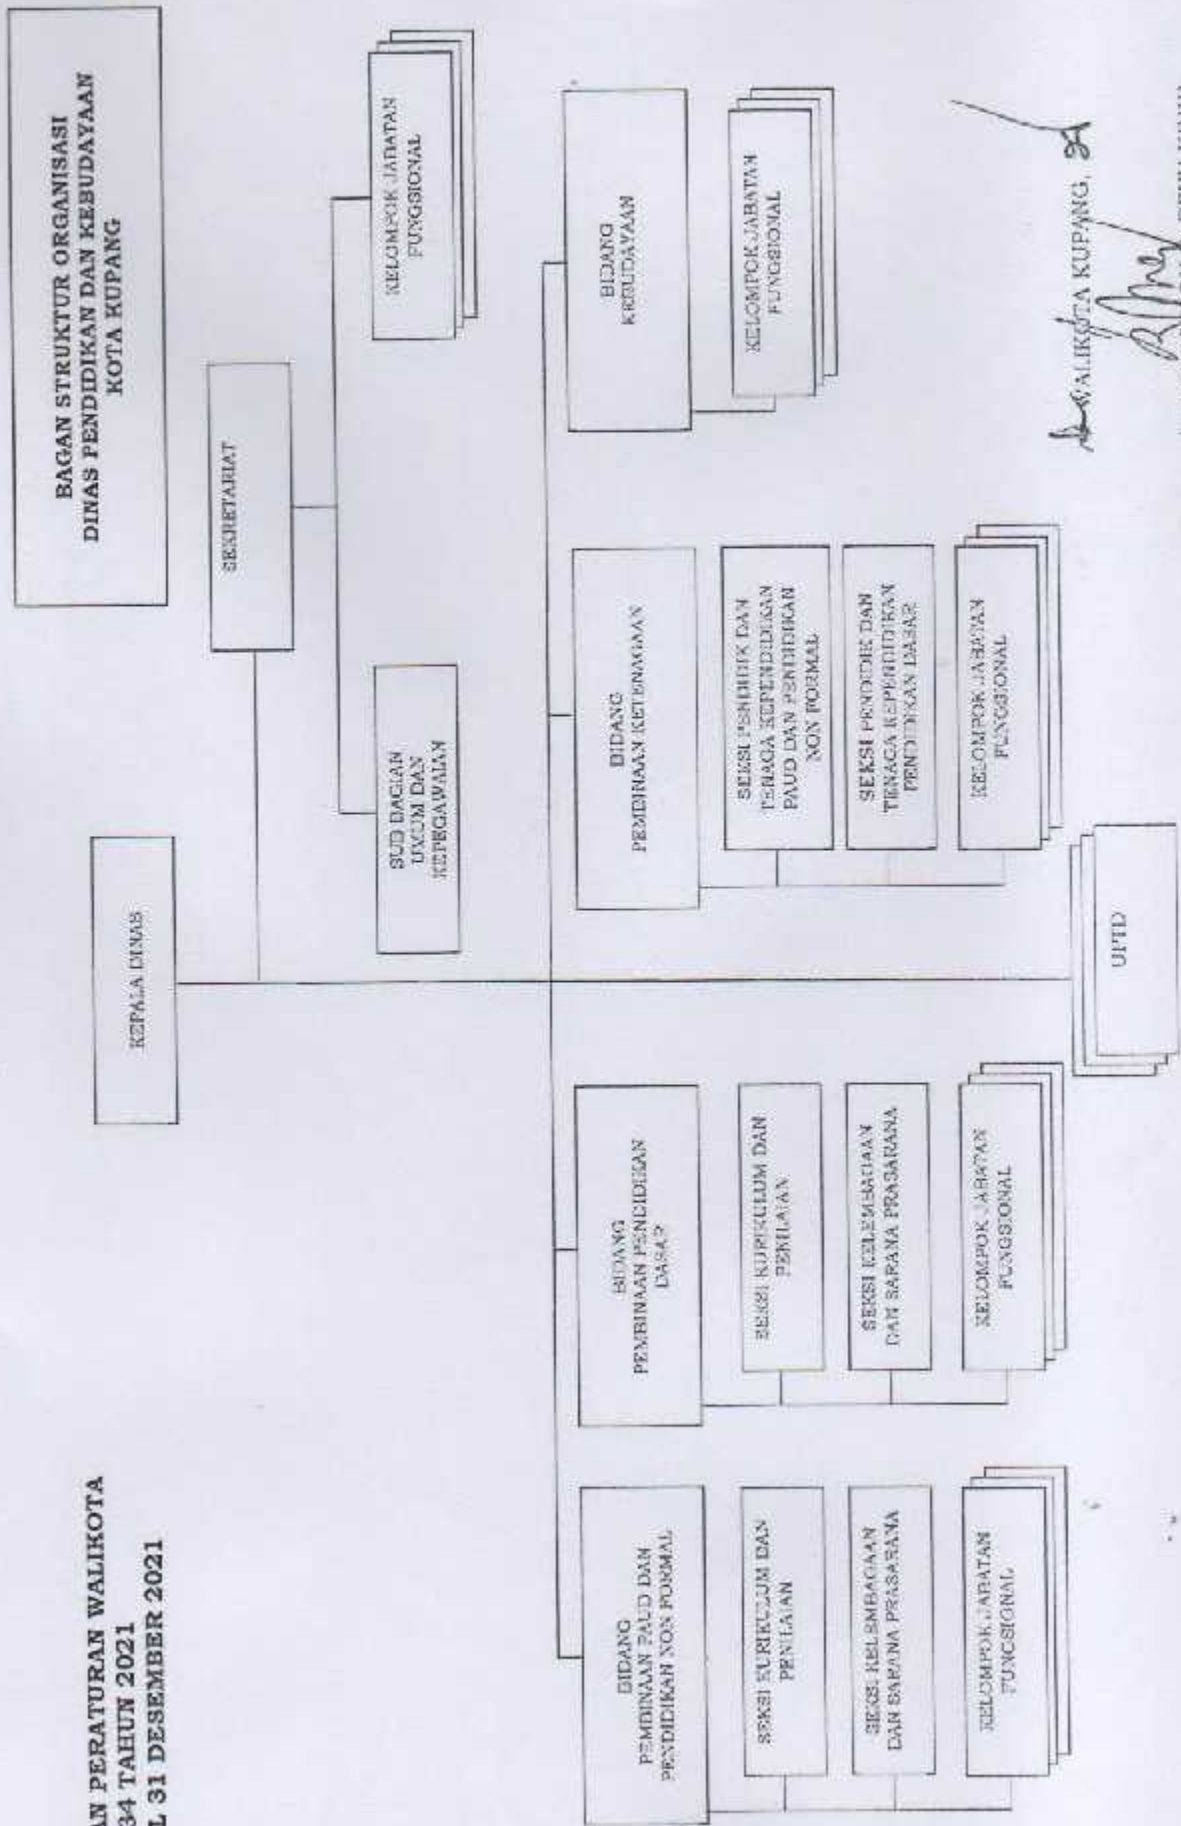 AN PERATURAN WALIKOTA
34 TAHUN 2021
L 31 DESEMBER 2021
BAGAN STRUKTUR ORGANISASI
DINAS PENDIDIKAN DAN KEBUDAYAAN
KOTA KUPANG
KEPALA DINAS
SEKRETARIAT
SUB BAGIAN
UMUM DAN
KEPEGAWAIAN
KELOMPOK JABATAN
FUNGSIONAL
BIDANG
PEMBINAAN PAUD DAN
PENDIDIKAN NON FORMAL
SEKSI KURIKULUM DAN
PENILAIAN
SEKSI KELEMBAGAAN
DAN SARANA PRASARANA
KELOMPOK JABATAN
FUNGSIONAL
BIDANG
PEMBINAAN PENDIDIKAN
DASAR
SEKSI KURIKULUM DAN
PENILAIAN
SEKSI KELEMBAGAAN
DAN SARANA PRASARANA
KELOMPOK JABATAN
FUNGSIONAL
BIDANG
PEMBINAAN KETENAGAAN
SEKSI PENDIDIK DAN
TENAGA KEPENDIDIKAN
PAUD DAN PENDIDIKAN
NON FORMAL
SEKSI PENDIDIK DAN
TENAGA KEPENDIDIKAN
PENDIDIKAN DASAR
KELOMPOK JABATAN
FUNGSIONAL
BIDANG
KEBUDAYAAN
KELOMPOK JABATAN
FUNGSIONAL
UPTD
WALIKOTA KUPANG,